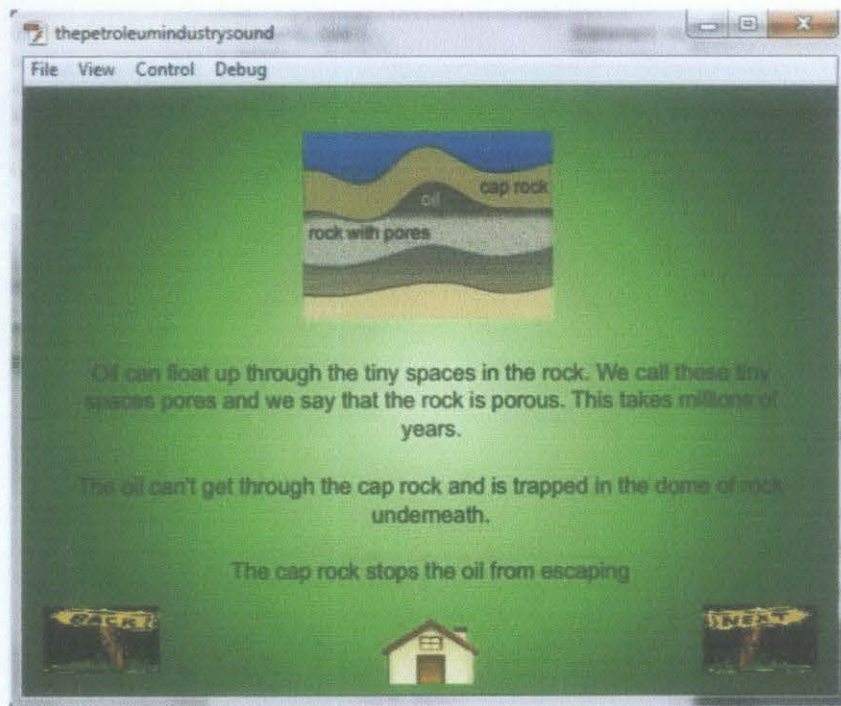 thepetroleumindustrysound
File View Control Debug
cap rock
oil
rock with pores
Oil can float up through the tiny spaces in the rock. We call these tiny
spaces pores and we say that the rock is porous. This takes millions of
years.
The oil can't get through the cap rock and is trapped in the dome of rock
underneath.
The cap rock stops the oil from escaping
BACK!
NEXT